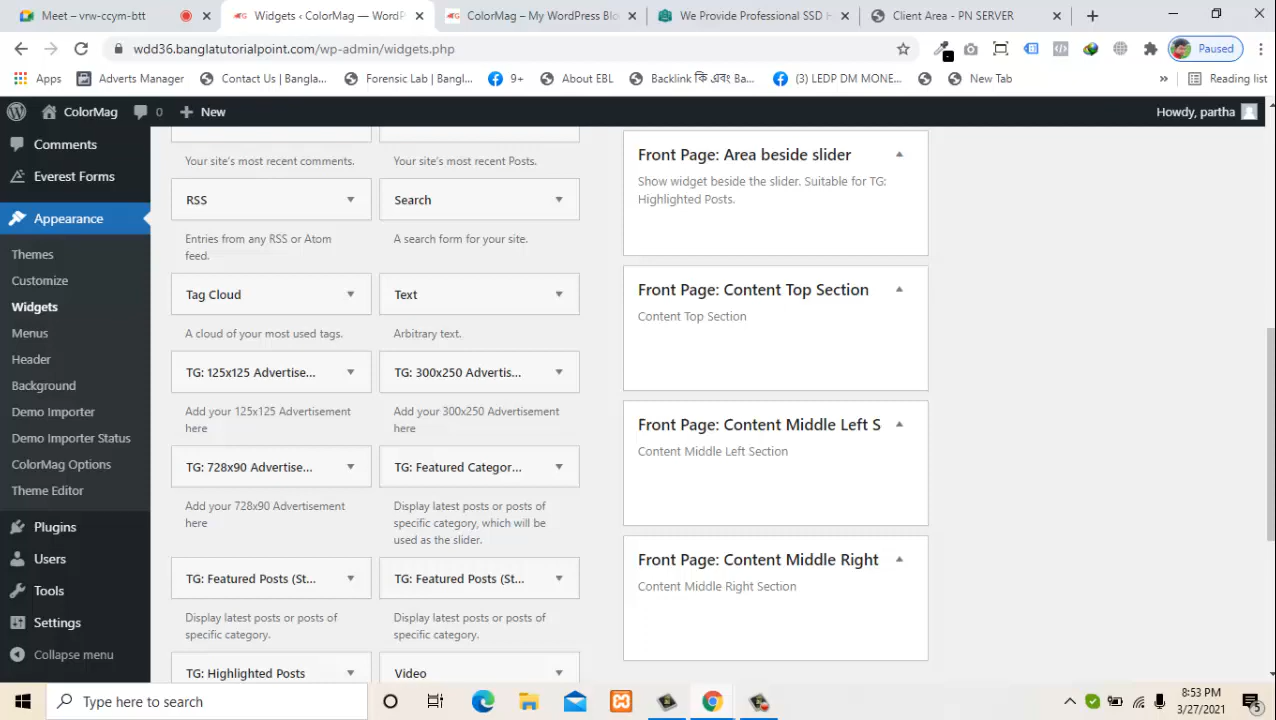 Meet – vrw-ccym-btt
Widgets ‹ ColorMag — WordP
ColorMag – My WordPress Blo
We Provide Professional SSD H
Client Area - PN SERVER
wdd36.banglatutorialpoint.com/wp-admin/widgets.php
Paused
Apps
Adverts Manager
Contact Us | Bangla...
Forensic Lab | Bangl...
9+
About EBL
Backlink কি এবং Ba...
(3) LEDP DM MONE...
New Tab
»
Reading list
ColorMag
0
New
Howdy, partha
Comments
Everest Forms
Appearance
Themes
Customize
Widgets
Menus
Header
Background
Demo Importer
Demo Importer Status
ColorMag Options
Theme Editor
Plugins
Users
Tools
Settings
Collapse menu
Your site's most recent comments.
Your site's most recent Posts.
RSS
Search
Entries from any RSS or Atom
feed.
A search form for your site.
Tag Cloud
Text
A cloud of your most used tags.
Arbitrary text.
TG: 125x125 Advertise...
TG: 300x250 Advertis...
Add your 125x125 Advertisement
here
Add your 300x250 Advertisement
here
TG: 728x90 Advertise...
TG: Featured Categor...
Add your 728x90 Advertisement
here
Display latest posts or posts of
specific category, which will be
used as the slider.
TG: Featured Posts (St...
TG: Featured Posts (St...
Display latest posts or posts of
specific category.
Display latest posts or posts of
specific category.
TG: Highlighted Posts
Video
Front Page: Area beside slider
Show widget beside the slider. Suitable for TG:
Highlighted Posts.
Front Page: Content Top Section
Content Top Section
Front Page: Content Middle Left S
Content Middle Left Section
Front Page: Content Middle Right
Content Middle Right Section
Type here to search
8:53 PM
3/27/2021
5